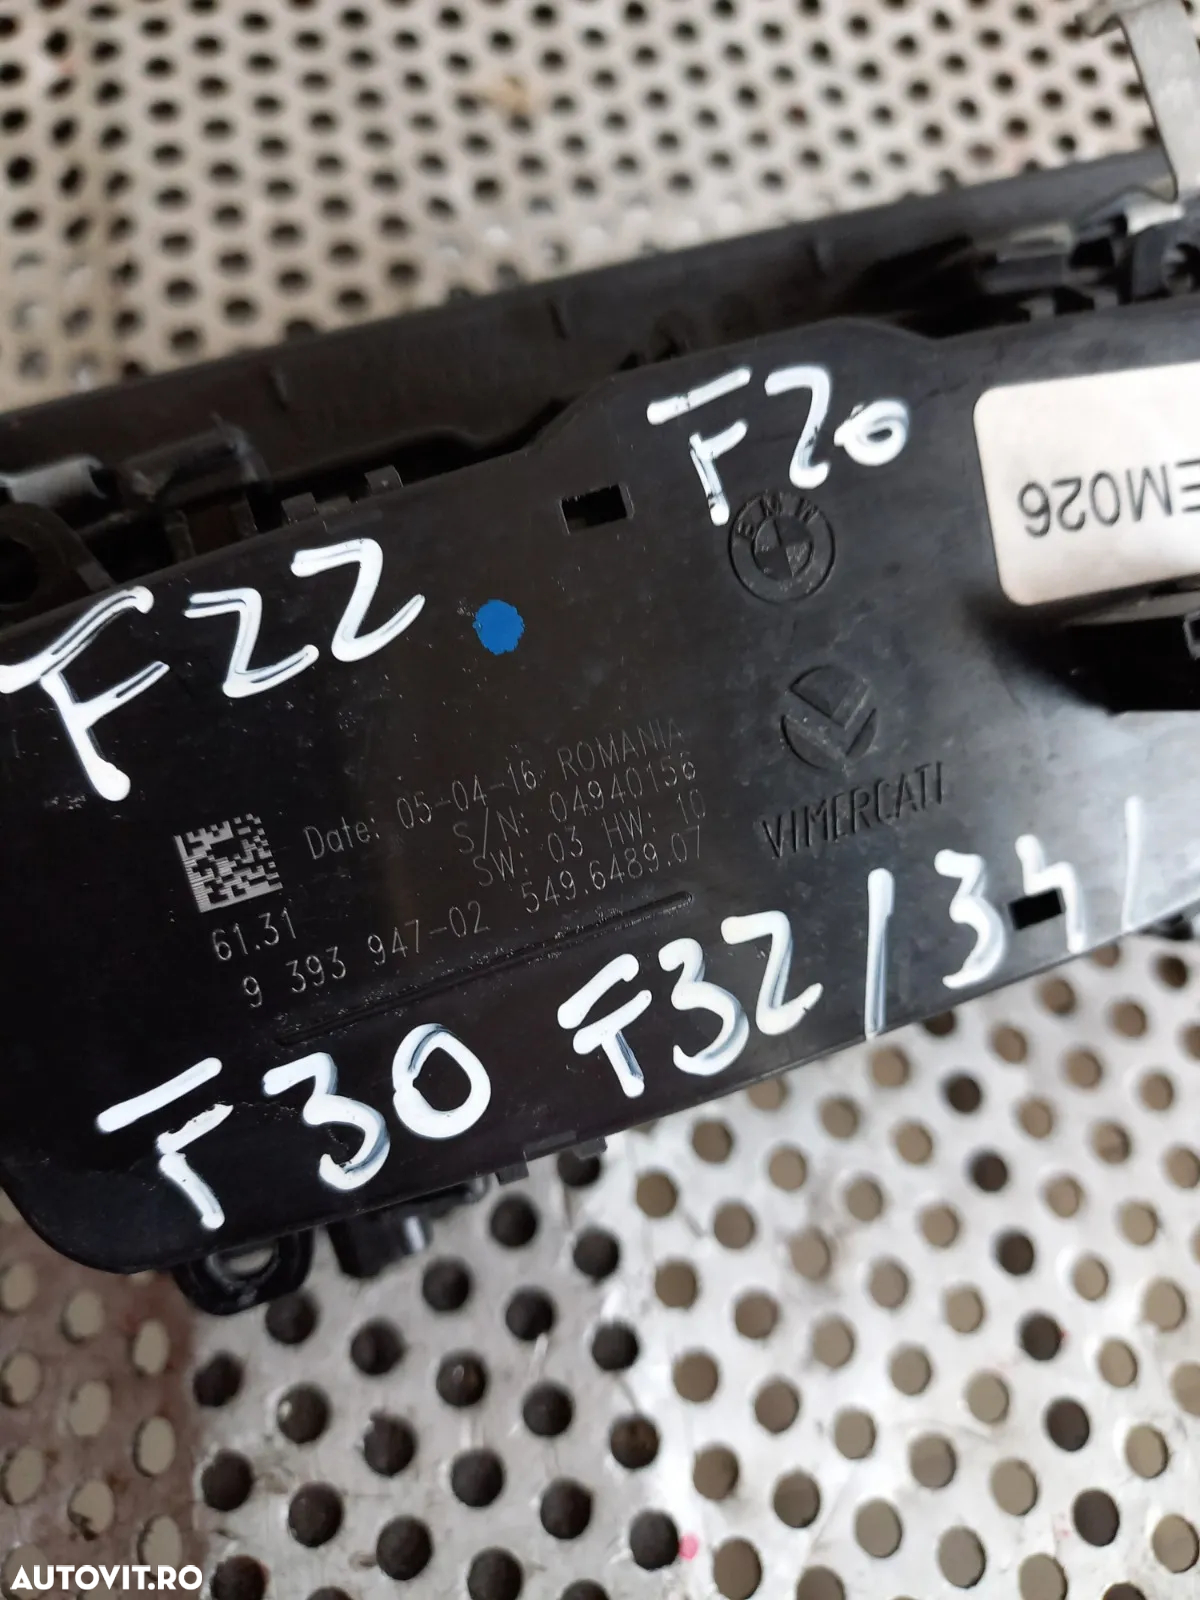 F20
BMW
EM026
F22
Date: 05-04-16 ROMANIA
S/N: 04940156
SW: 03 HW: 10
61.31 549.6489.07
9 393 947-02
VIMERCATI
F30 F32/34/
AUTOVIT.RO